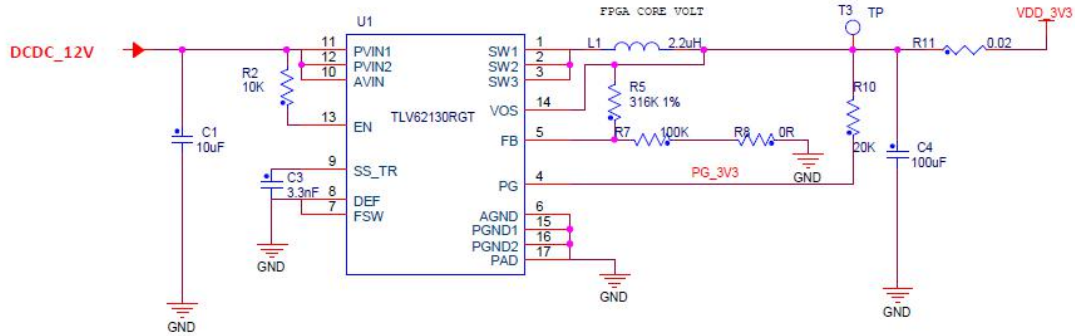 FPGA CORE VOLT
T3 TP
VDD_3V3
U1
DCDC_12V
11 PVIN1 SW1 1 L1 2.2uH
12 PVIN2 SW2 2
10 AVIN SW3 3
R11 0.02
R2
10K
R5
316K 1%
R10
VOS 14
TLV62130RGT
13 EN
C1
10uF
FB 5 R7 100K R8 0R
20K
C4
100uF
GND
9 SS_TR
PG 4 PG_3V3
C3
3.3nF
8 DEF
7 FSW
AGND 6
PGND1 15
PGND2 16
PAD 17
GND
GND
GND
GND
GND